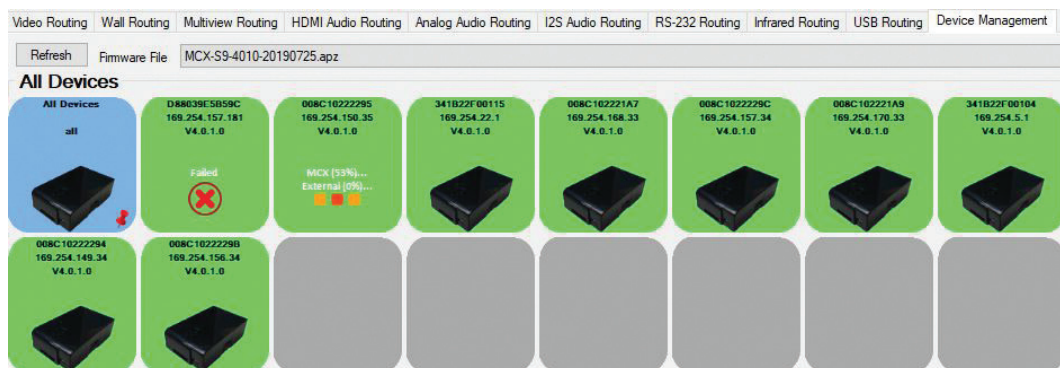 Video Routing Wall Routing Multiview Routing HDMI Audio Routing Analog Audio Routing I2S Audio Routing RS-232 Routing Infrared Routing USB Routing Device Management
Refresh Firmware File MCX-S9-4010-20190725.apz
All Devices
All Devices
all
D88039E5B59C
169.254.157.181
V4.0.1.0
Failed
008C10222295
169.254.150.35
V4.0.1.0
MCX (53%)...
External (0%)...
341B22F00115
169.254.22.1
V4.0.1.0
008C102221A7
169.254.168.33
V4.0.1.0
008C1022229C
169.254.157.34
V4.0.1.0
008C102221A9
169.254.170.33
V4.0.1.0
341B22F00104
169.254.5.1
V4.0.1.0
008C10222294
169.254.149.34
V4.0.1.0
008C1022229B
169.254.156.34
V4.0.1.0